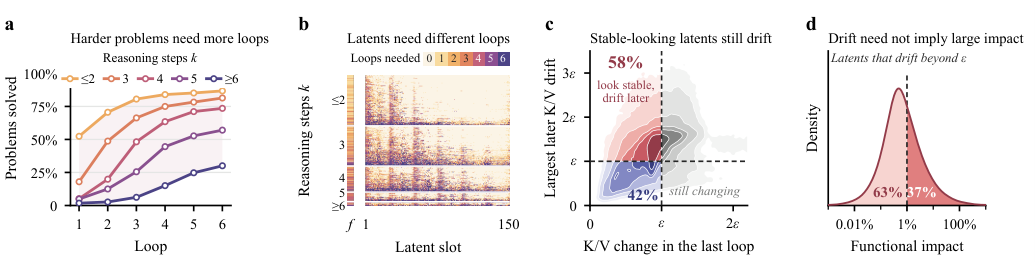 a
Harder problems need more loops
Reasoning steps k
≤2 3 4 5 ≥6
100%
75%
50%
25%
0
Problems solved
1 2 3 4 5 6
Loop
b
Latents need different loops
Loops needed 0 1 2 3 4 5 6
Reasoning steps k
≤2
3
4
5
≥6
f 1 150
Latent slot
c
Stable-looking latents still drift
Largest later K/V drift
3ε
2ε
ε
0
58%
look stable,
drift later
42%
still changing
0 ε 2ε
K/V change in the last loop
d
Drift need not imply large impact
Latents that drift beyond ε
Density
63% 37%
0.01% 1% 100%
Functional impact